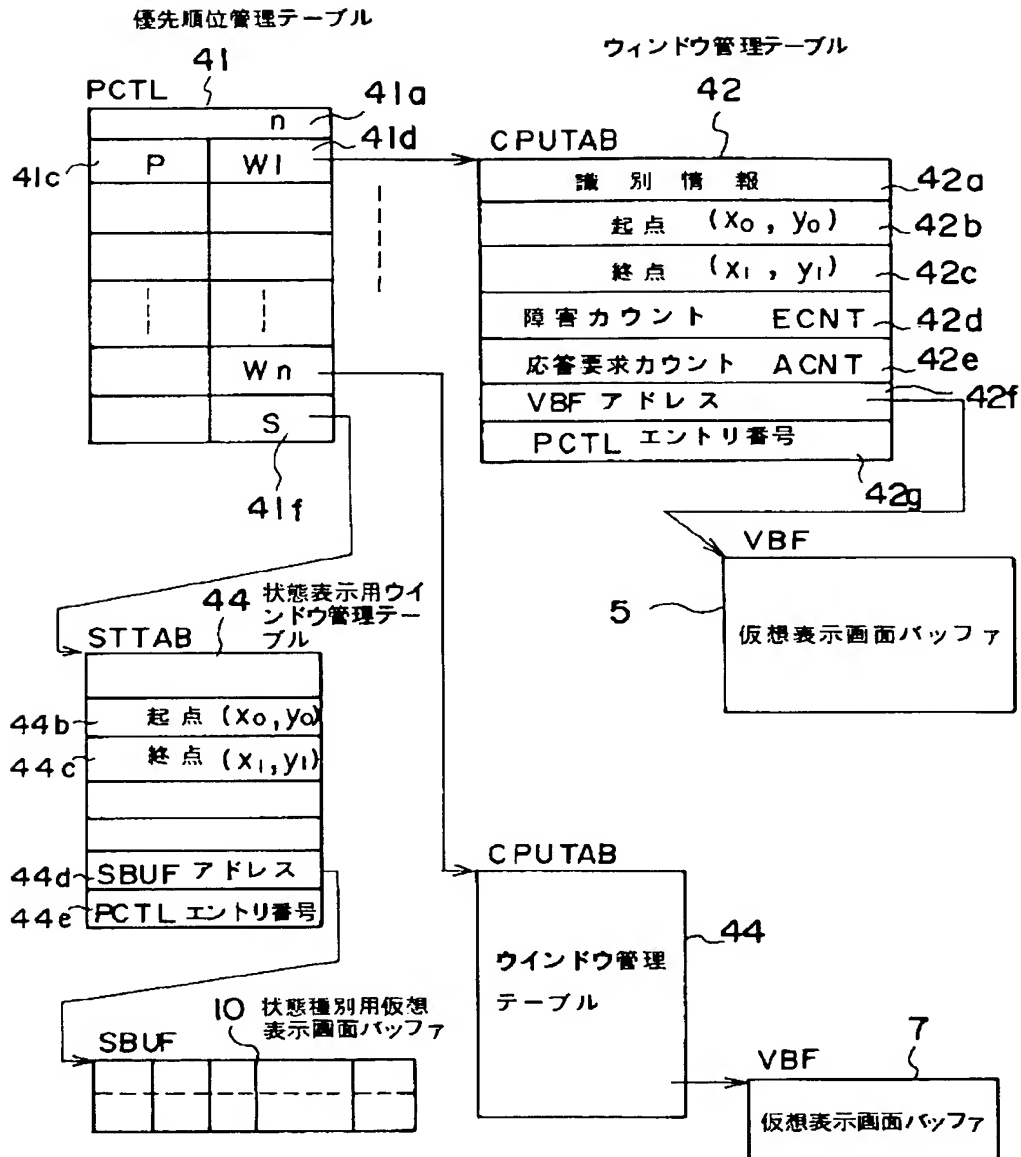 優先順位管理テーブル
41
PCTL
41a
n
41d
41c
P
W1
Wn
S
41f
ウィンドウ管理テーブル
42
CPUTAB
識別情報
42a
起点 (x0, y0)
42b
終点 (x1, y1)
42c
障害カウント ECNT
42d
応答要求カウント ACNT
42e
VBF アドレス
42f
PCTL エントリ番号
42g
VBF
5
仮想表示画面バッファ
44
状態表示用ウイ
ンドウ管理テー
ブル
STTAB
44b
起点 (x0, y0)
44c
終点 (x1, y1)
44d
SBUF アドレス
44e
PCTL エントリ番号
10
状態種別用仮想
表示画面バッファ
SBUF
CPUTAB
44
ウインドウ管理
テーブル
VBF
7
仮想表示画面バッファ